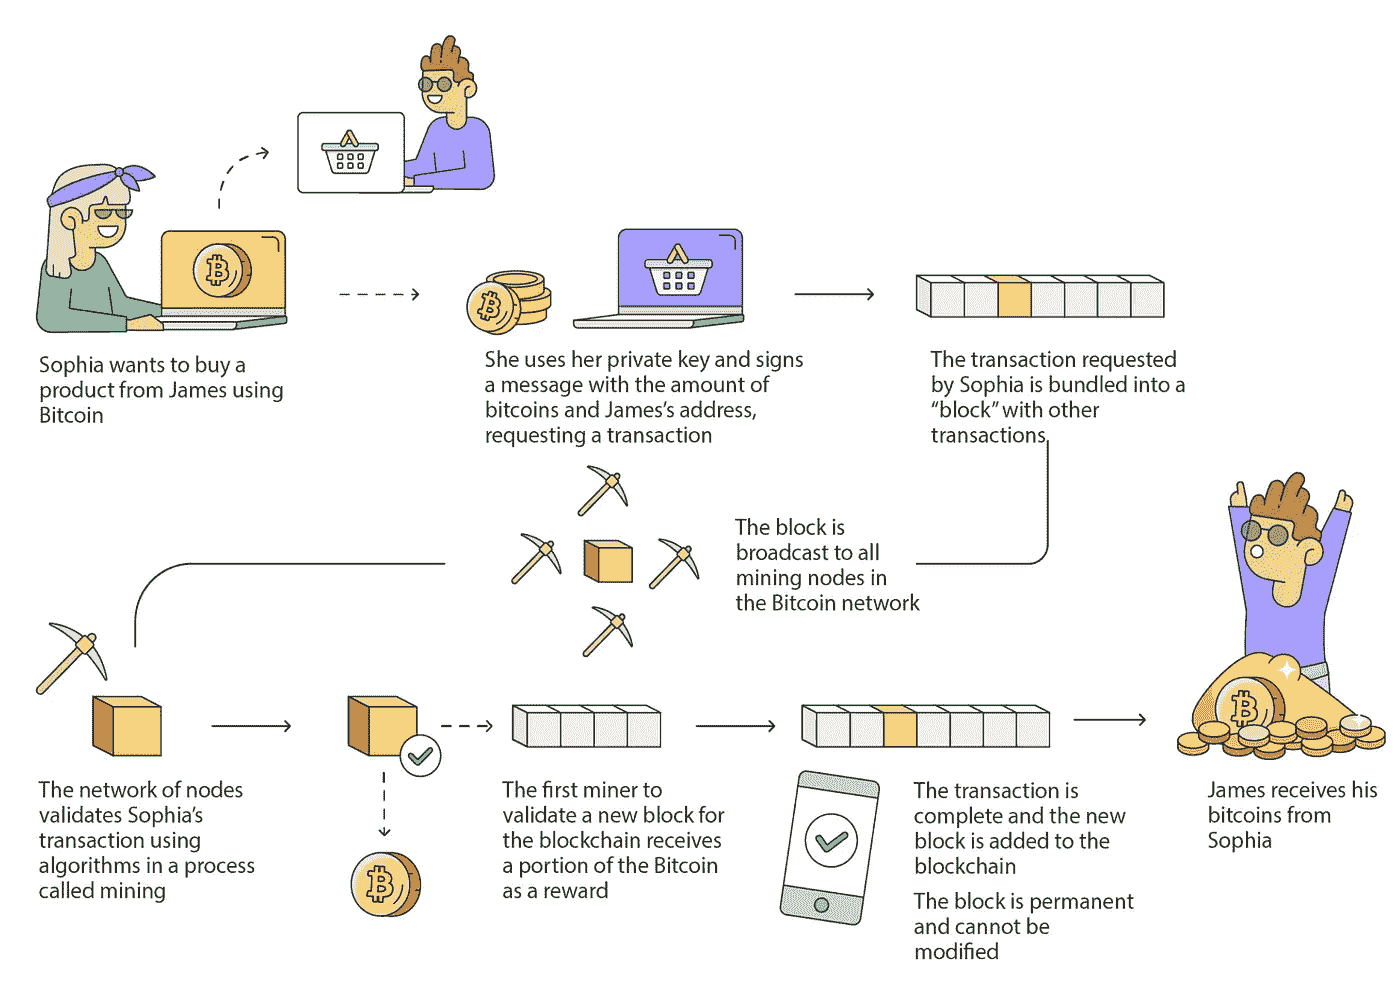 Sophia wants to buy a
product from James using
Bitcoin
She uses her private key and signs
a message with the amount of
bitcoins and James's address,
requesting a transaction
The transaction requested
by Sophia is bundled into a
“block” with other
transactions
The block is
broadcast to all
mining nodes in
the Bitcoin network
The network of nodes
validates Sophia's
transaction using
algorithms in a process
called mining
The first miner to
validate a new block for
the blockchain receives
a portion of the Bitcoin
as a reward
The transaction is
complete and the new
block is added to the
blockchain
The block is permanent
and cannot be
modified
James receives his
bitcoins from
Sophia